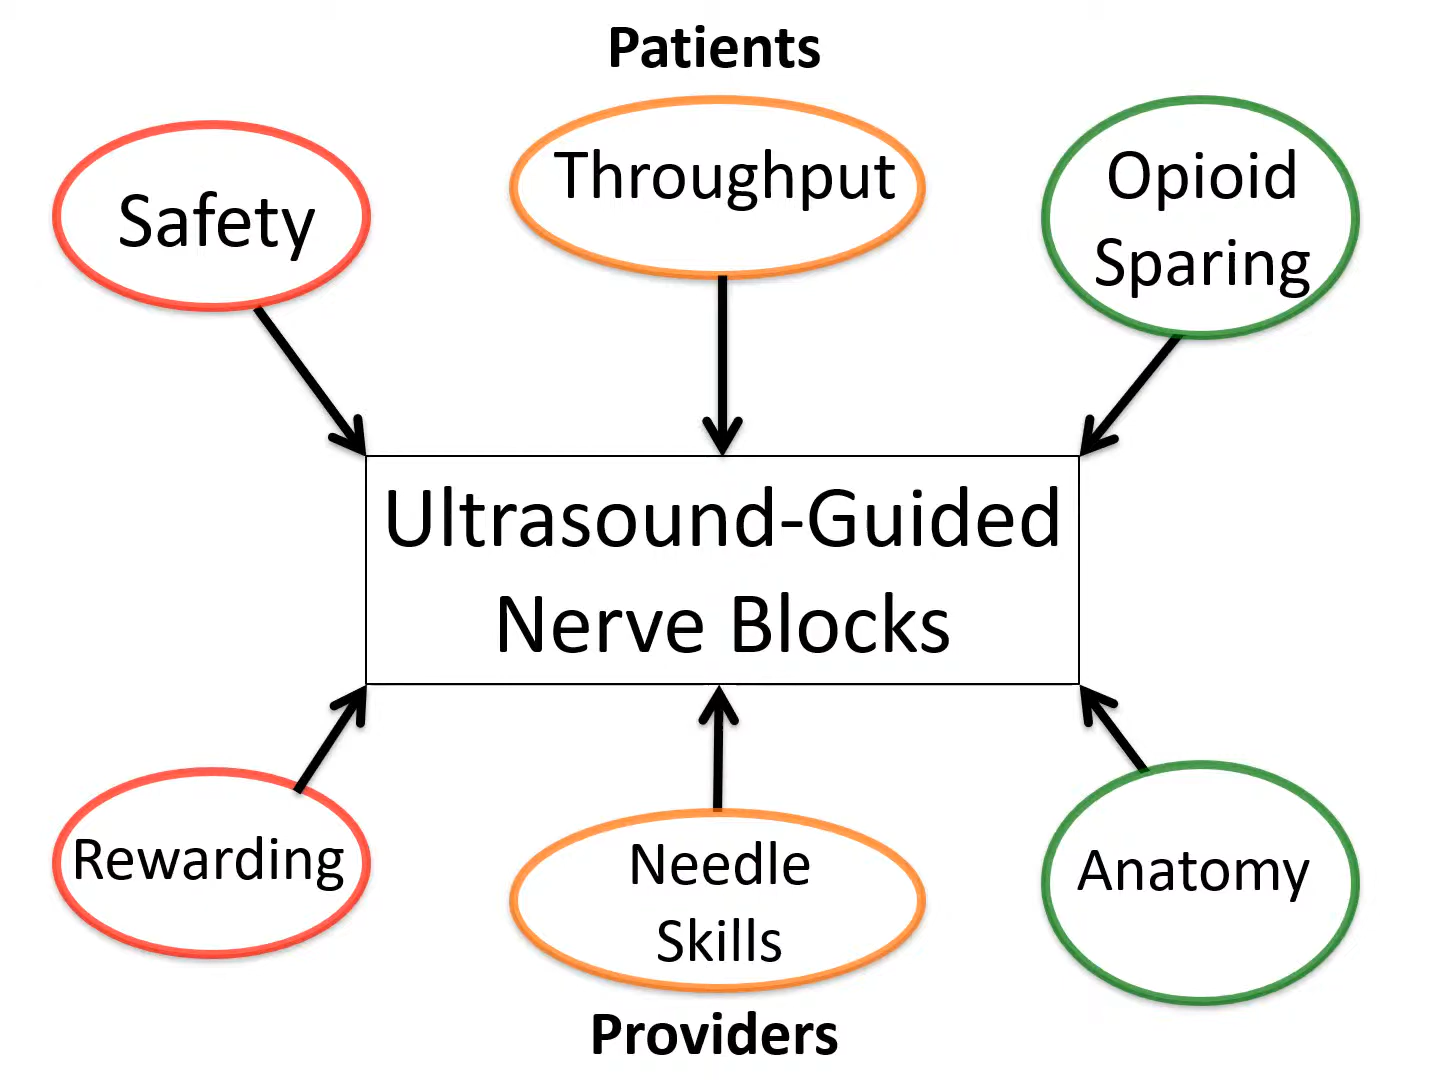 Patients
Safety
Throughput
Opioid
Sparing
Ultrasound-Guided
Nerve Blocks
Rewarding
Needle
Skills
Anatomy
Providers